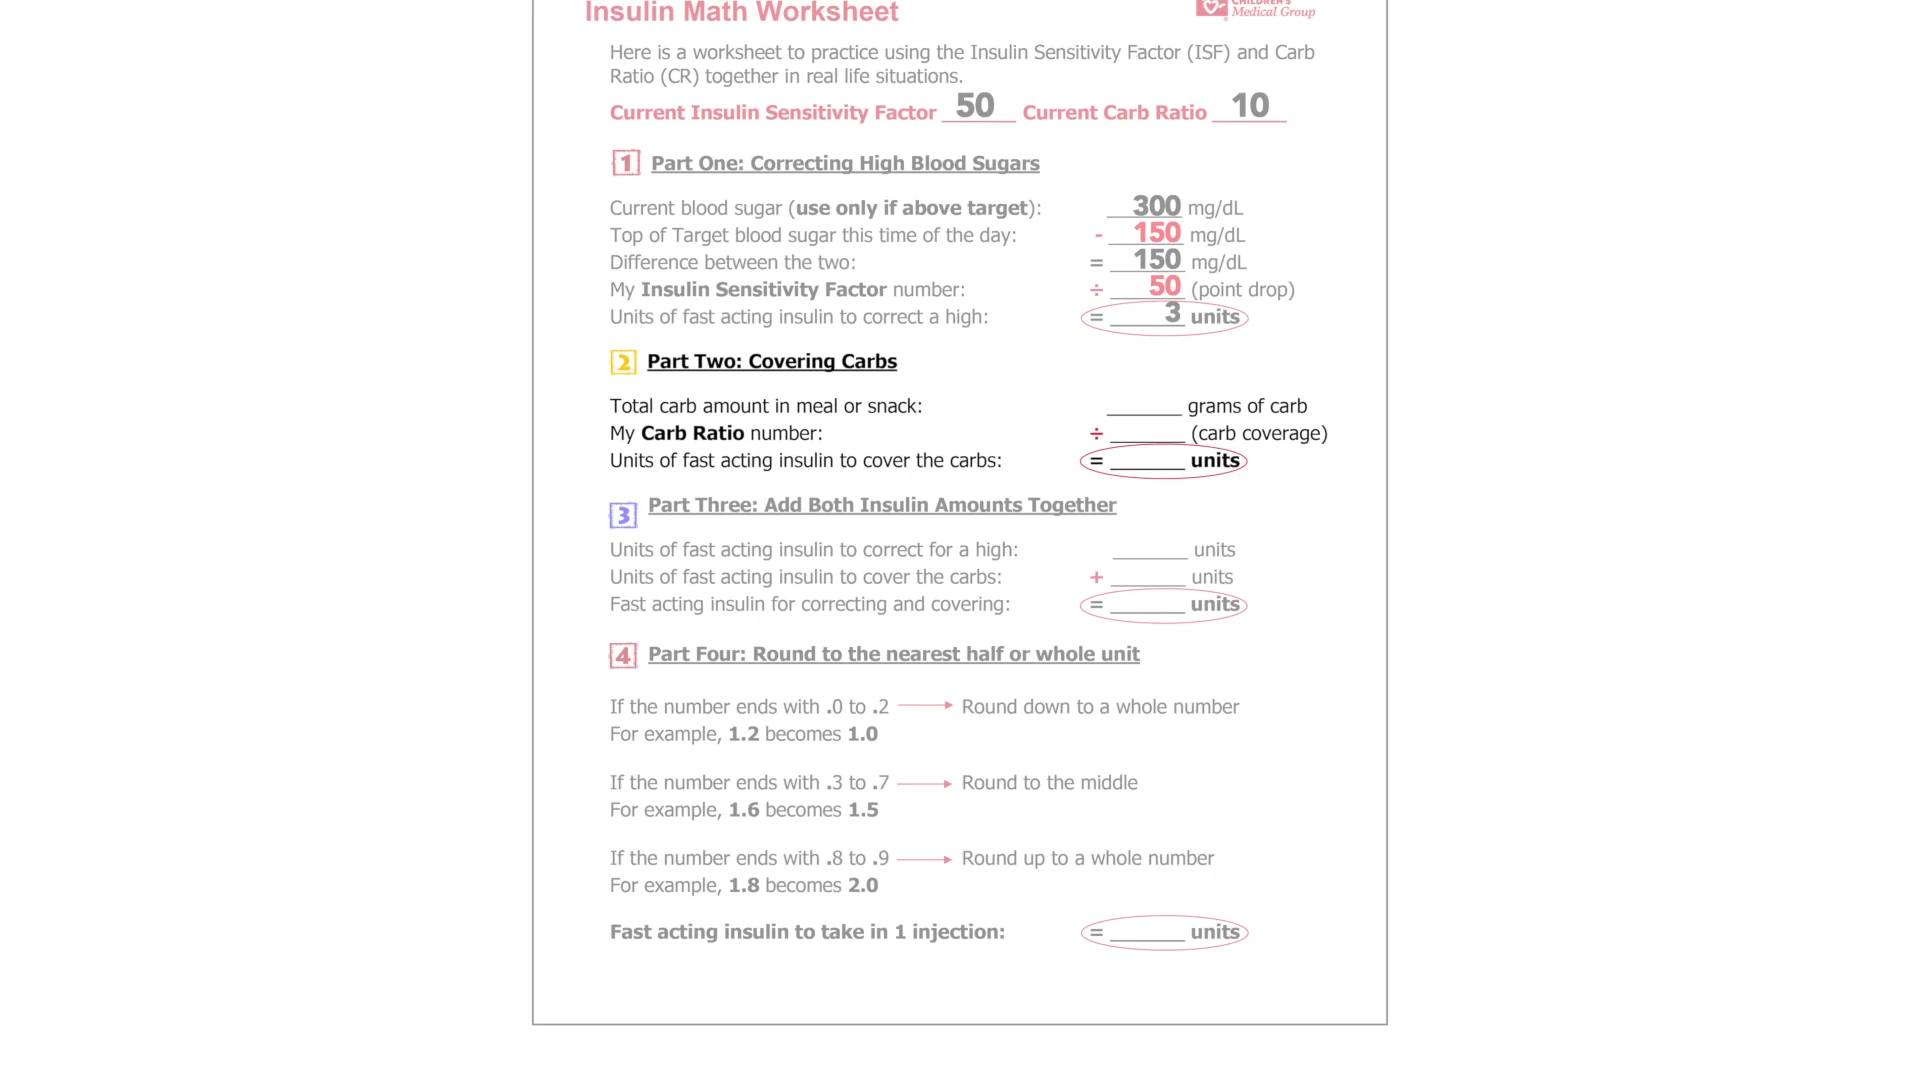 Insulin Math Worksheet
CHILDREN'S
Medical Group
Here is a worksheet to practice using the Insulin Sensitivity Factor (ISF) and Carb
Ratio (CR) together in real life situations.
Current Insulin Sensitivity Factor 50 Current Carb Ratio 10
1 Part One: Correcting High Blood Sugars
Current blood sugar (use only if above target): 300 mg/dL
Top of Target blood sugar this time of the day: - 150 mg/dL
Difference between the two: = 150 mg/dL
My Insulin Sensitivity Factor number: ÷ 50 (point drop)
Units of fast acting insulin to correct a high: = 3 units
2 Part Two: Covering Carbs
Total carb amount in meal or snack: _______ grams of carb
My Carb Ratio number: ÷ _______ (carb coverage)
Units of fast acting insulin to cover the carbs: = _______ units
3 Part Three: Add Both Insulin Amounts Together
Units of fast acting insulin to correct for a high: _______ units
Units of fast acting insulin to cover the carbs: + _______ units
Fast acting insulin for correcting and covering: = _______ units
4 Part Four: Round to the nearest half or whole unit
If the number ends with .0 to .2 → Round down to a whole number
For example, 1.2 becomes 1.0
If the number ends with .3 to .7 → Round to the middle
For example, 1.6 becomes 1.5
If the number ends with .8 to .9 → Round up to a whole number
For example, 1.8 becomes 2.0
Fast acting insulin to take in 1 injection: = _______ units